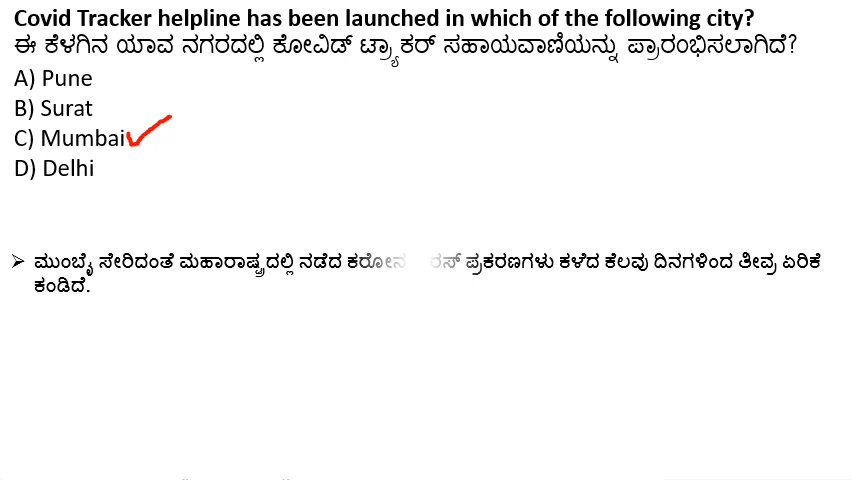 Covid Tracker helpline has been launched in which of the following city?
ಈ ಕೆಳಗಿನ ಯಾವ ನಗರದಲ್ಲಿ ಕೋವಿಡ್ ಟ್ರ್ಯಾಕರ್ ಸಹಾಯವಾಣಿಯನ್ನು ಪ್ರಾರಂಭಿಸಲಾಗಿದೆ?
A) Pune
B) Surat
C) Mumbai
D) Delhi
➢ ಮುಂಬೈ ಸೇರಿದಂತೆ ಮಹಾರಾಷ್ಟ್ರದಲ್ಲಿ ನಡೆದ ಪ್ರಕರಣಗಳು ಕಳೆದ ಕೆಲವು ದಿನಗಳಿಂದ ತೀವ್ರ ಏರಿಕೆ
ಕಂಡಿದೆ.